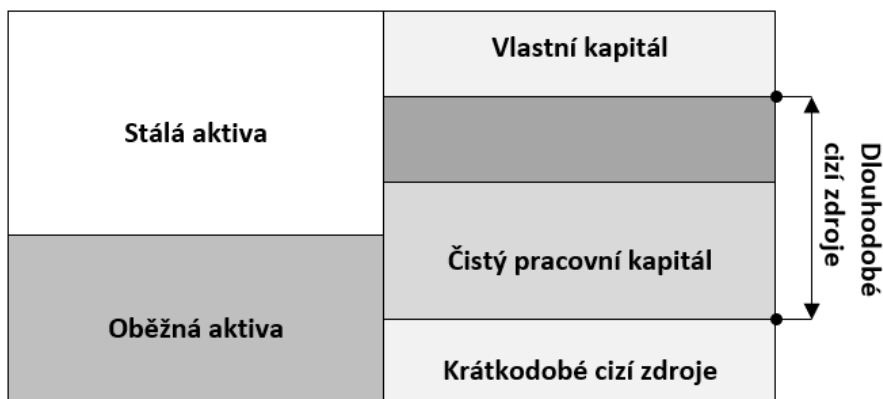 Vlastní kapitál
Stálá aktiva
Čistý pracovní kapitál
Oběžná aktiva
Krátkodobé cizí zdroje
Dlouhodobé
cizí zdroje